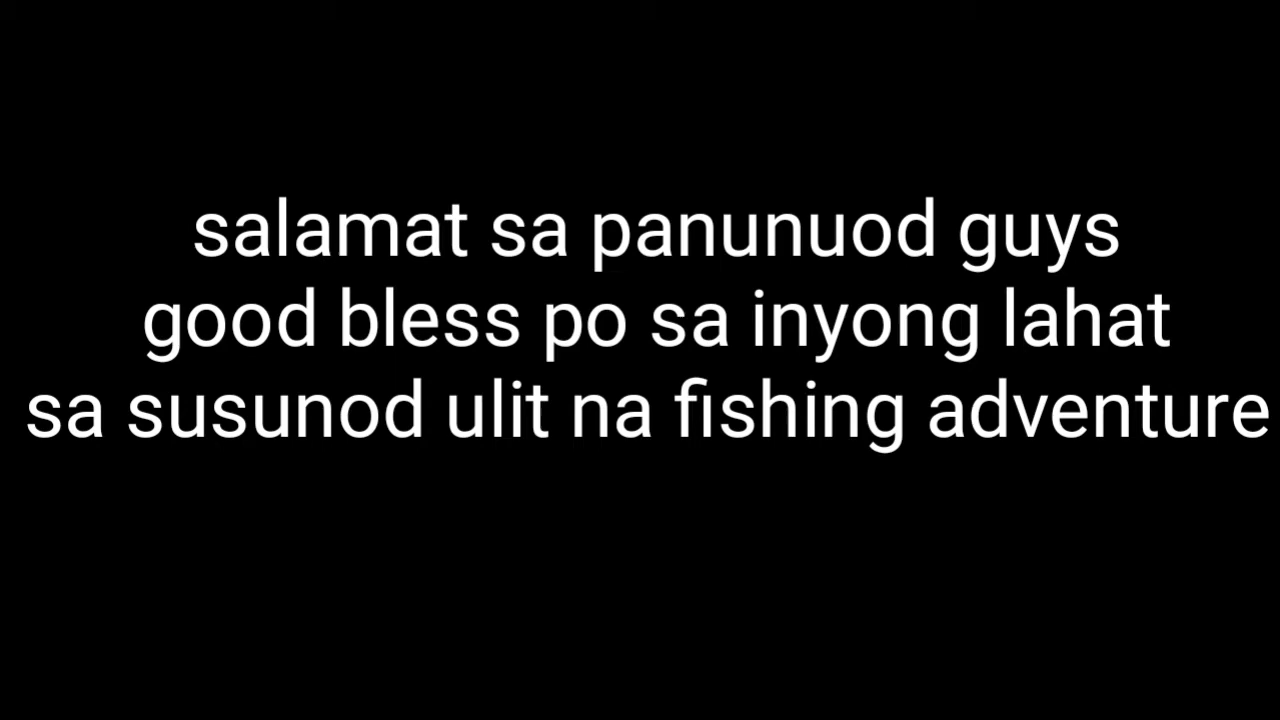 salamat sa panunuod guys
good bless po sa inyong lahat
sa susunod ulit na fishing adventure